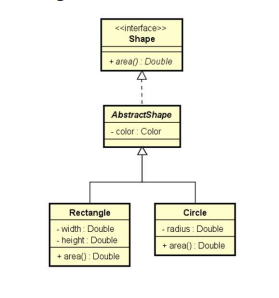 <<interface>>
Shape
+ area() : Double
AbstractShape
- color : Color
Rectangle
- width : Double
- height : Double
+ area() : Double
Circle
- radius : Double
+ area() : Double